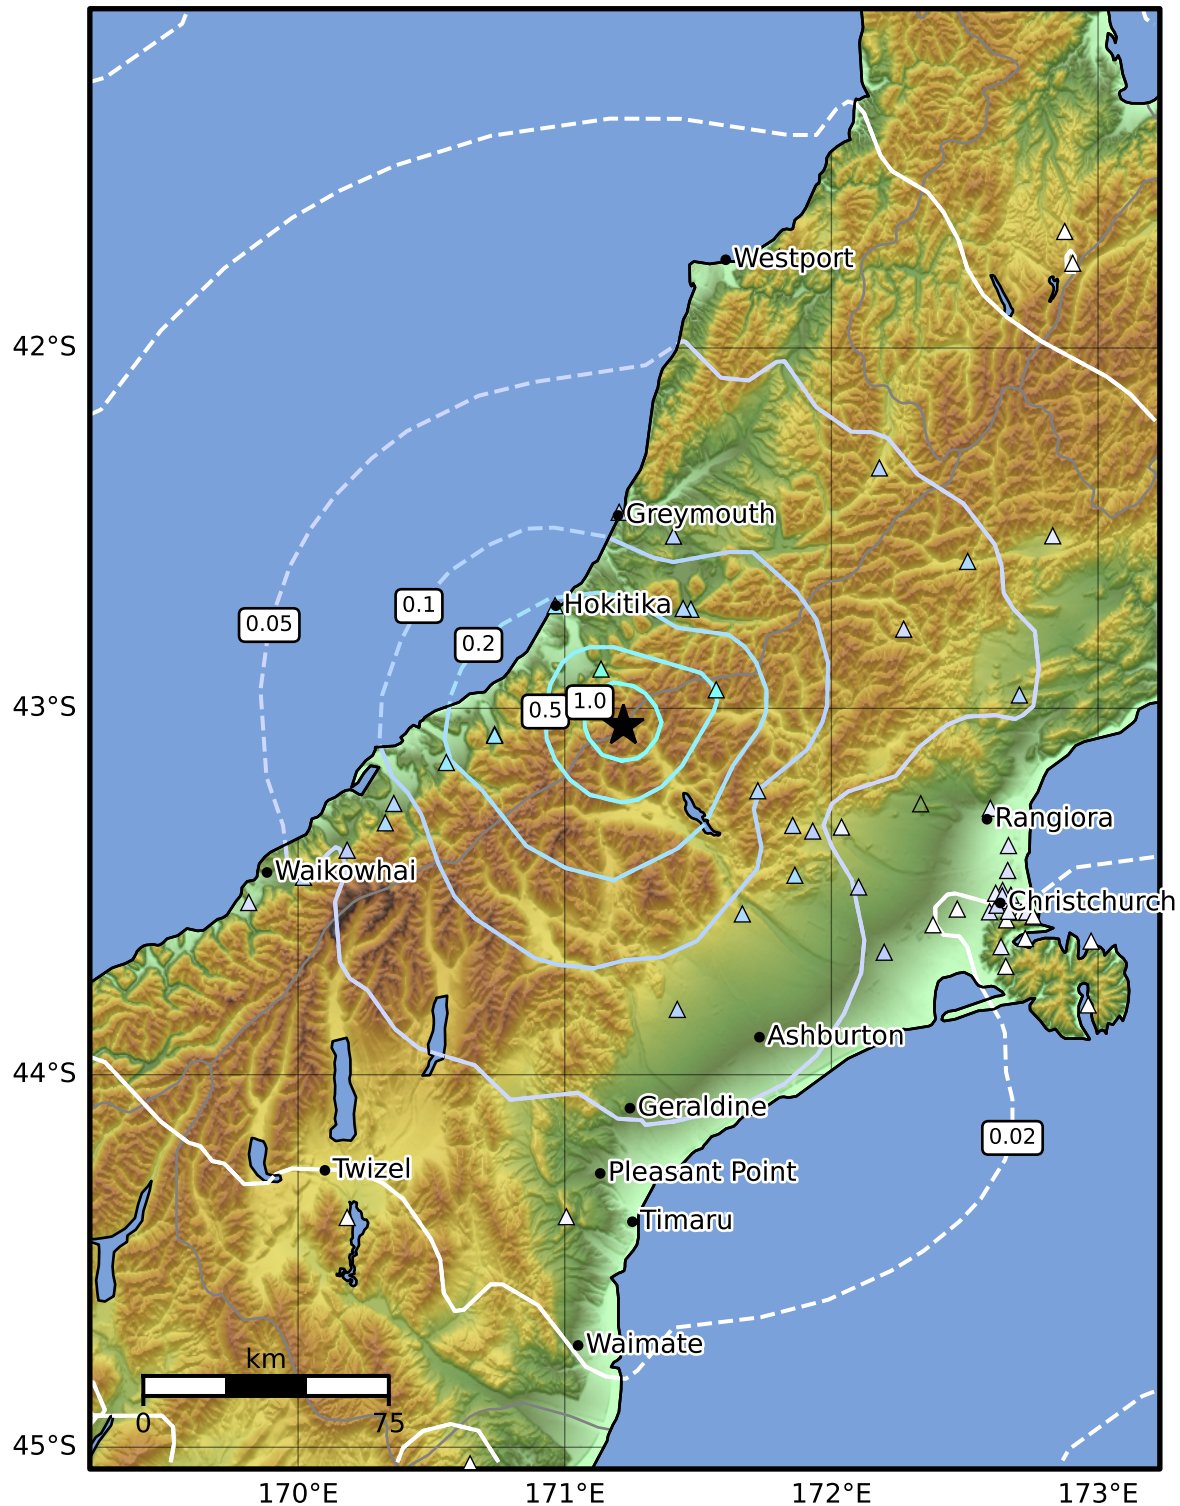 Westport
42°S
Greymouth
Hokitika
0.1
0.05
0.2
1.0
0.5
43°S
Rangiora
Waikowhai
Christchurch
Ashburton
44°S
Geraldine
0.02
Twizel
Pleasant Point
Timaru
Waimate
km
0
75
45°S
170°E
171°E
172°E
173°E